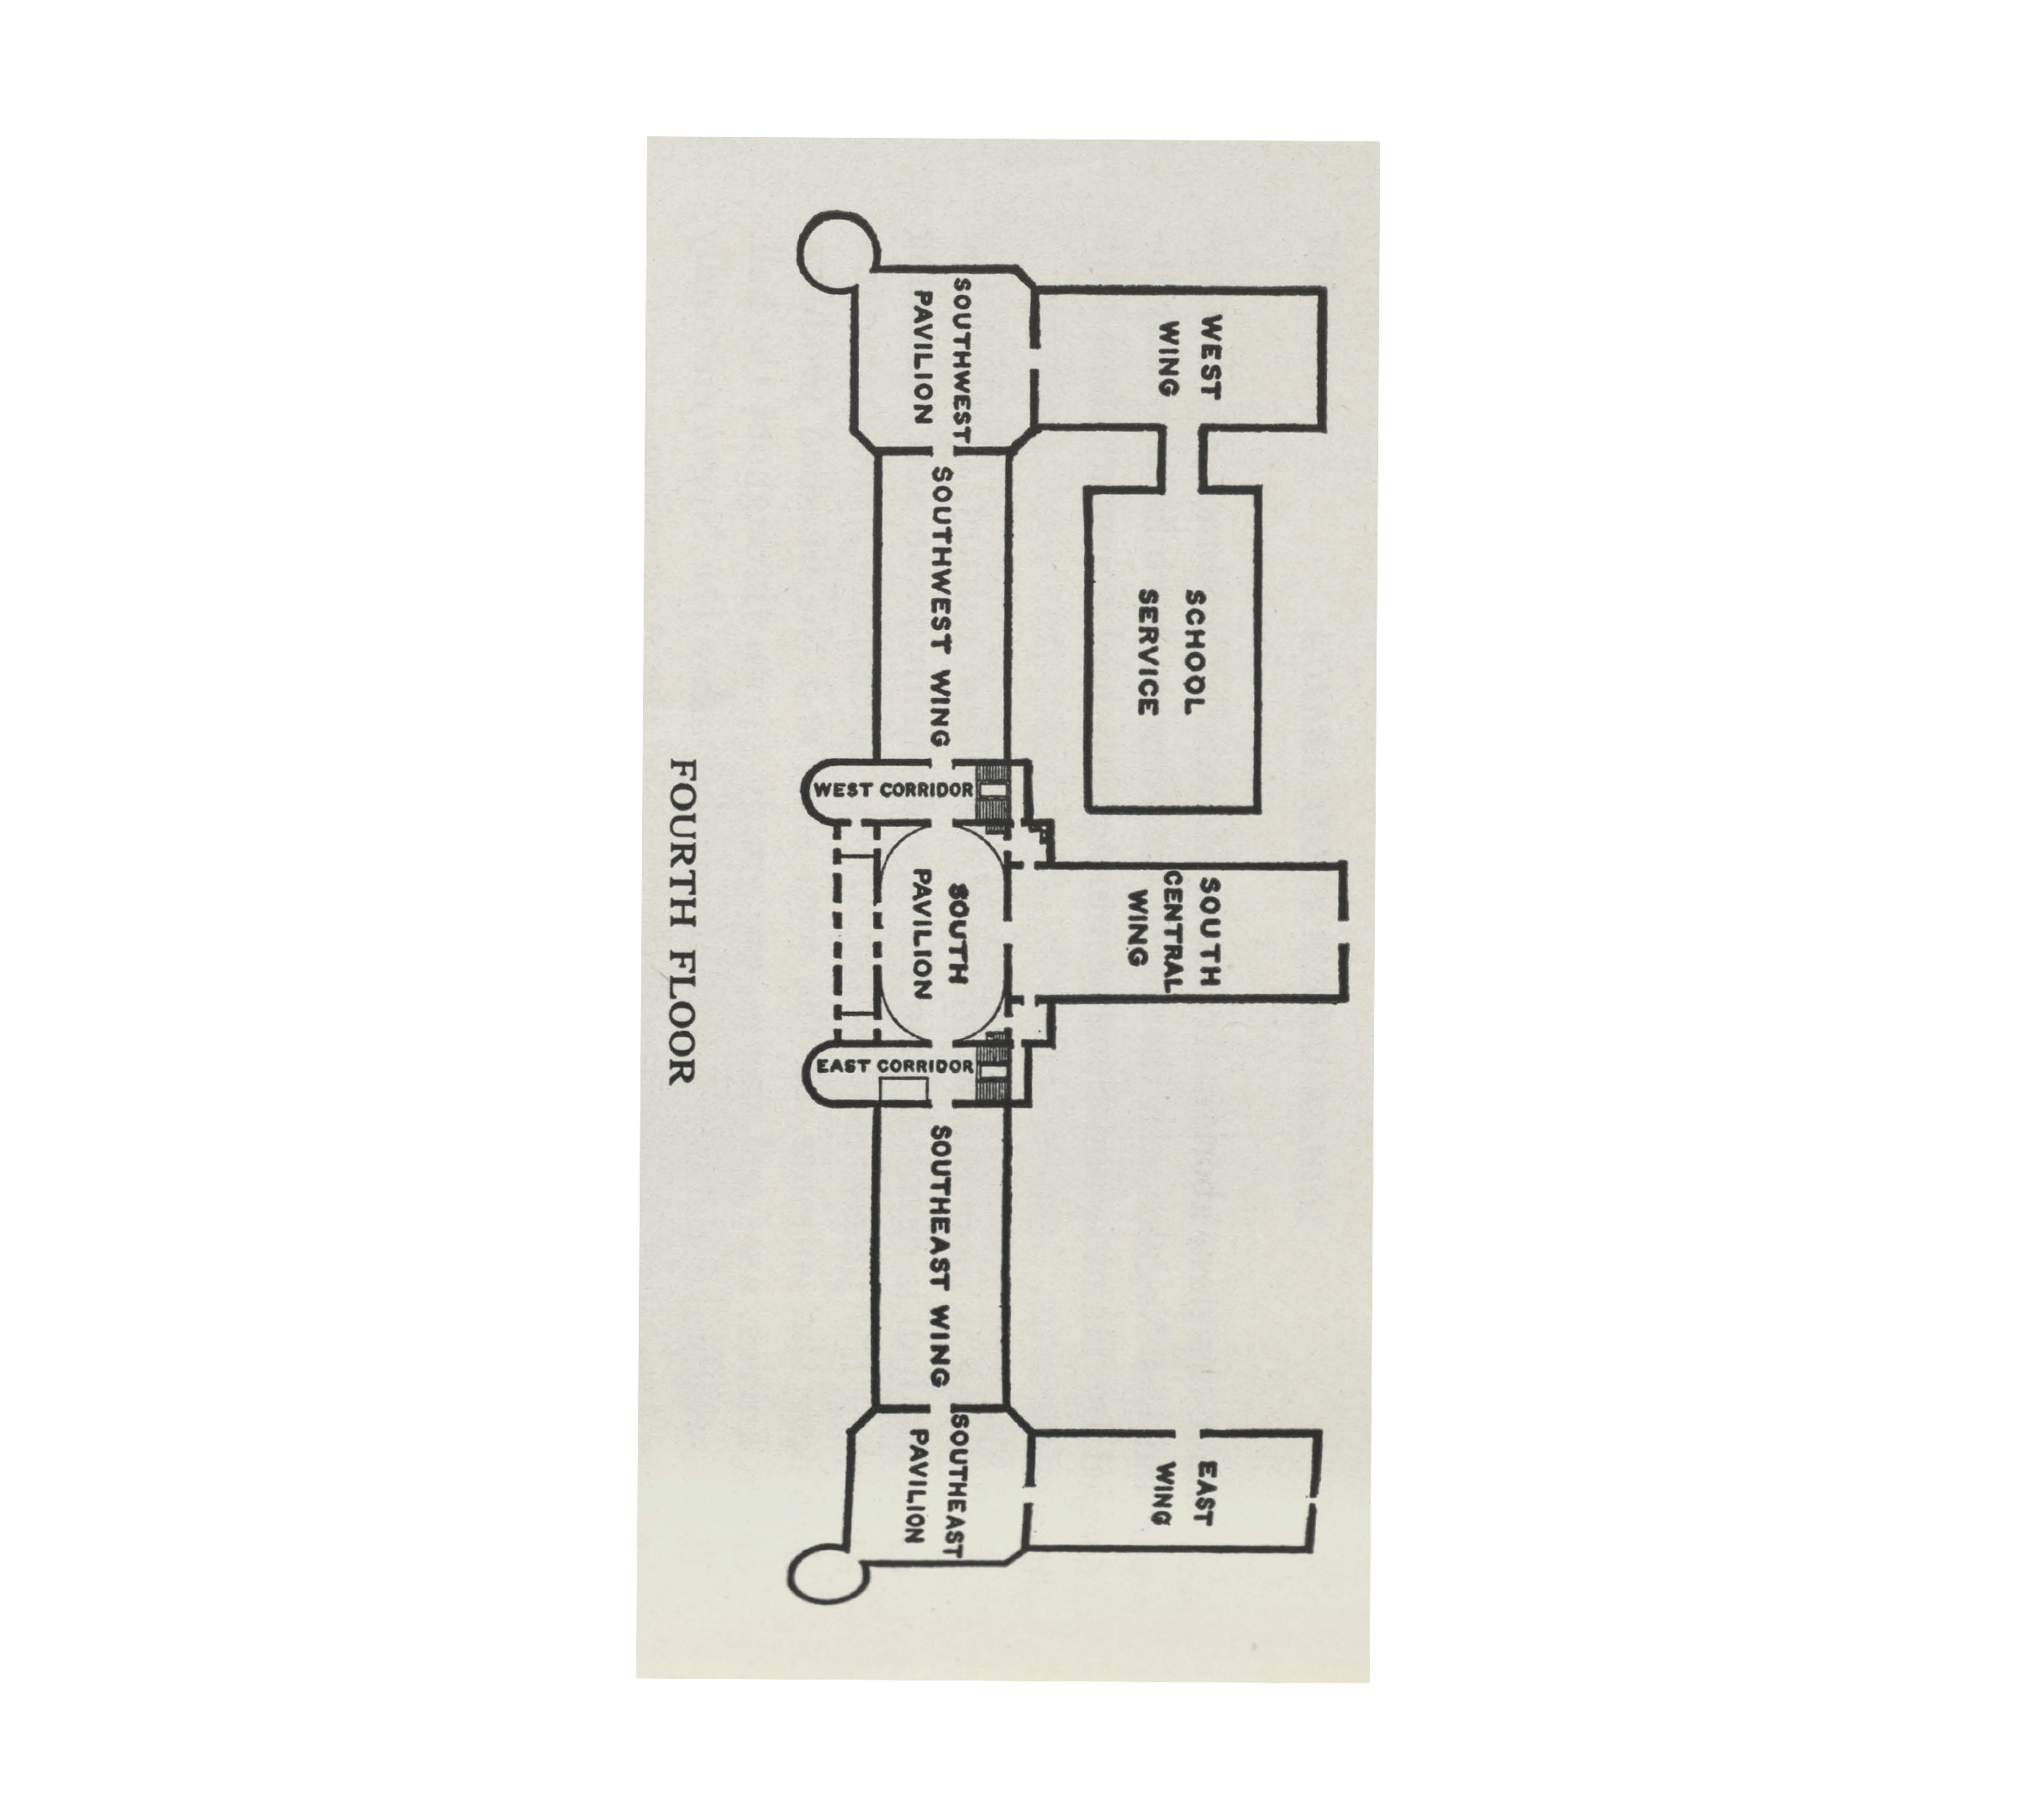 WEST
WING
SCHOOL
SERVICE
SOUTH
CENTRAL
WING
EAST
WING
SOUTHWEST
PAVILION
SOUTHWEST WING
WEST CORRIDOR
SOUTH
PAVILION
EAST CORRIDOR
SOUTHEAST WING
SOUTHEAST
PAVILION
FOURTH FLOOR